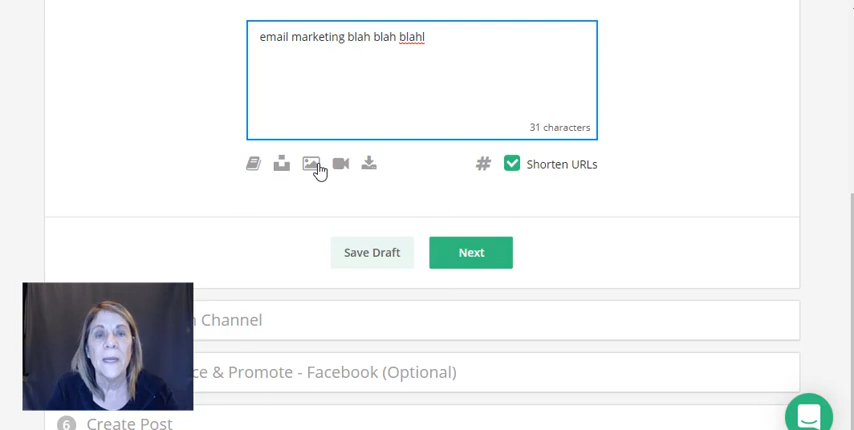 email marketing blah blah blahl
31 characters
# Shorten URLs
Save Draft
Next
Channel
& Promote - Facebook (Optional)
6 Create Post